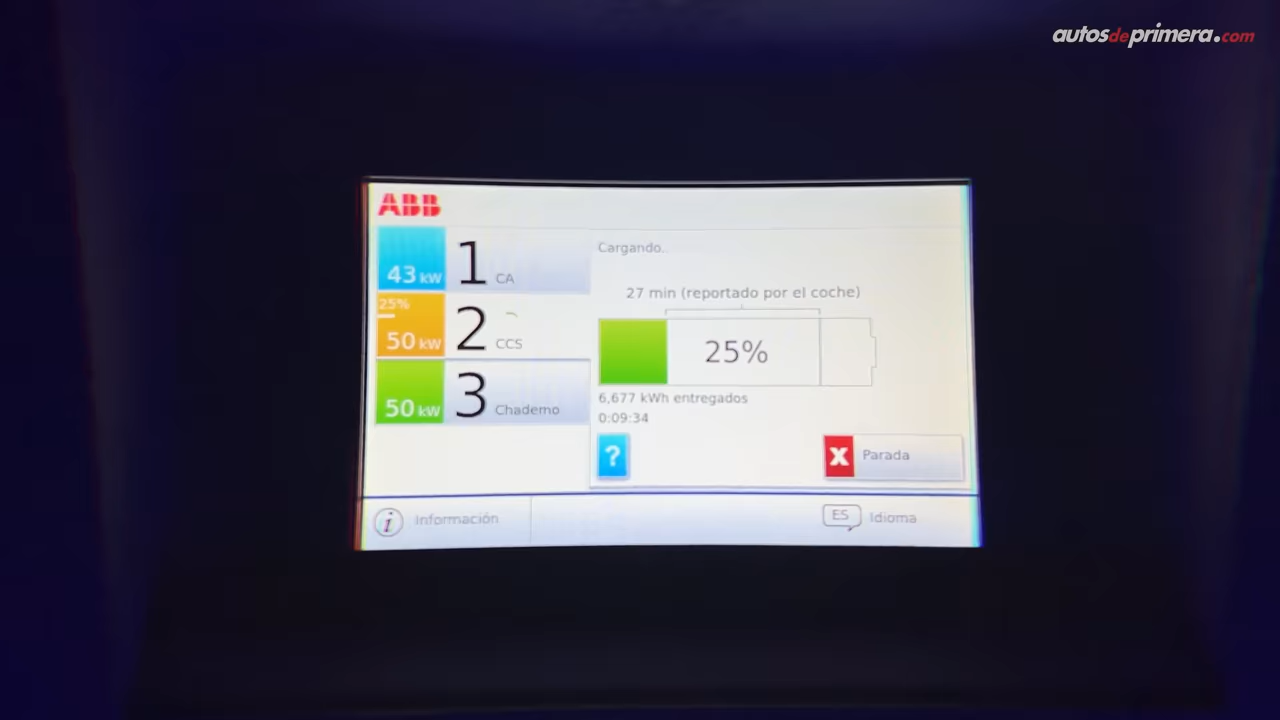 autosdeprimera.com
ABB
43 kW 1 CA
25%
50 kW 2 CCS
50 kW 3 Chademo
Cargando..
27 min (reportado por el coche)
25%
6,677 kWh entregados
0:09:34
? X Parada
i Información ES Idioma